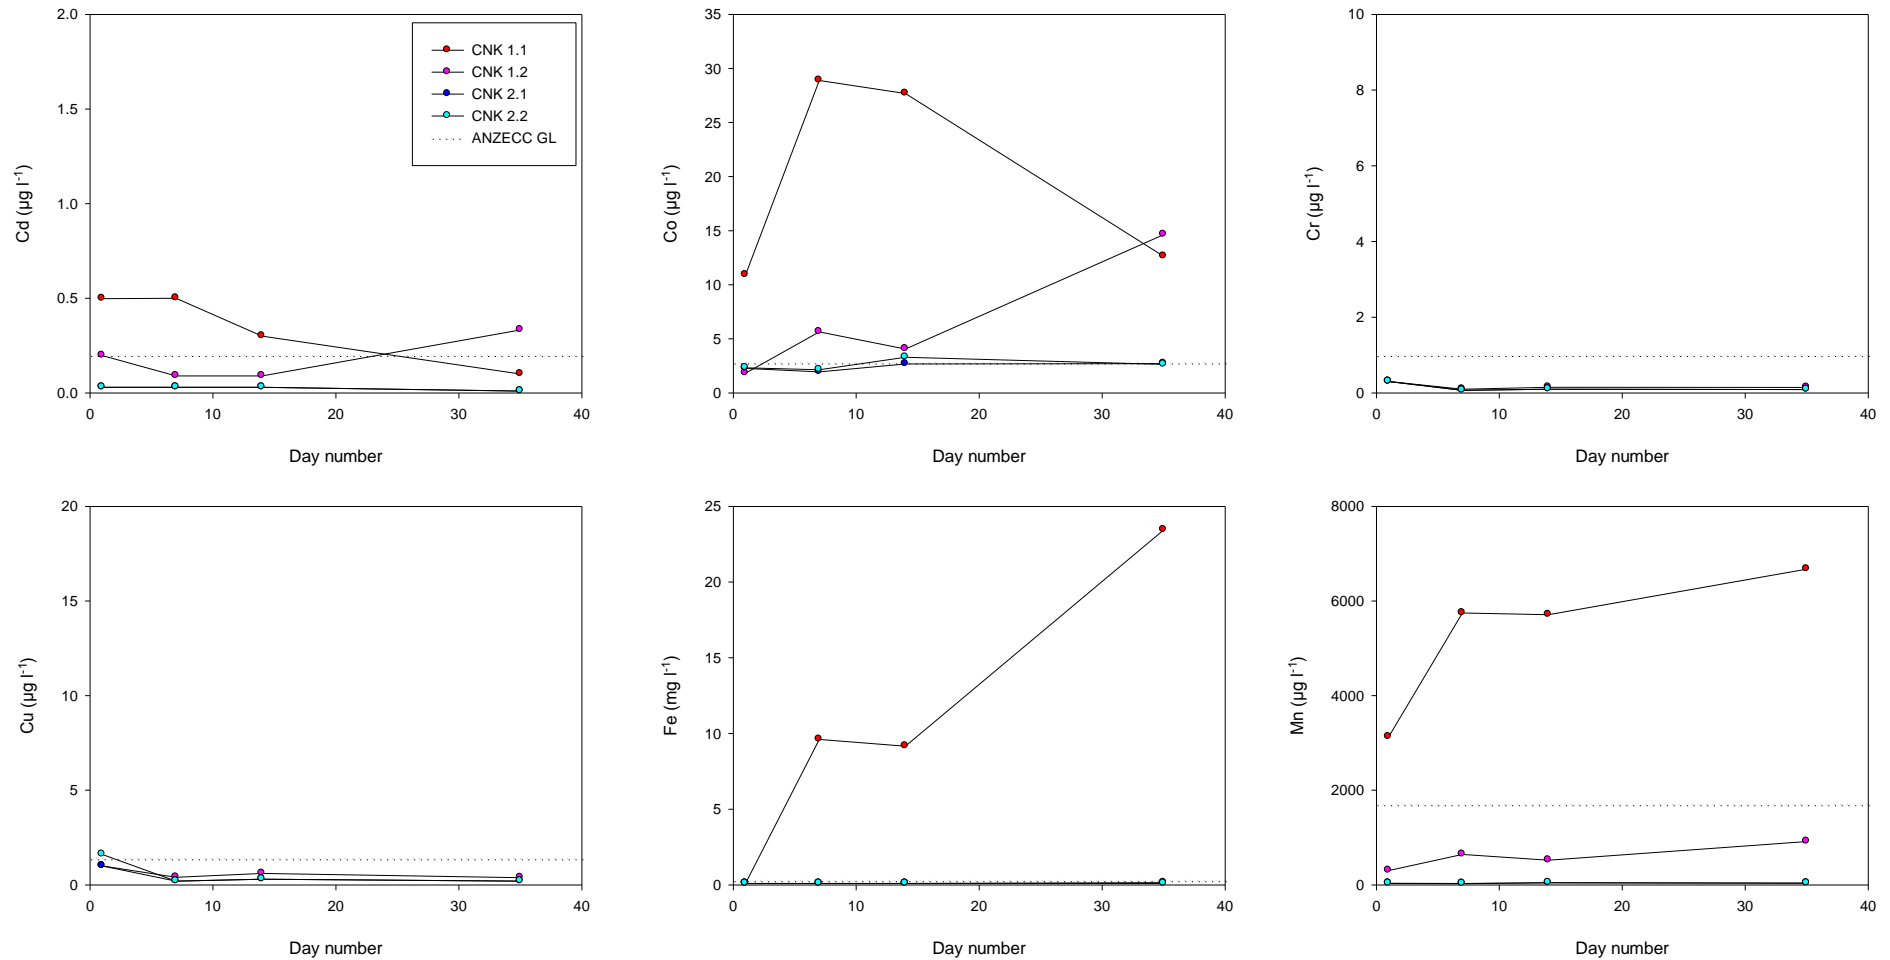 2.0
1.5
1.0
0.5
0.0
Cd (µg l-1)
0 10 20 30 40
Day number
CNK 1.1
CNK 1.2
CNK 2.1
CNK 2.2
ANZECC GL
35
30
25
20
15
10
5
0
Co (µg l-1)
0 10 20 30 40
Day number
10
8
6
4
2
0
Cr (µg l-1)
0 10 20 30 40
Day number
20
15
10
5
0
Cu (µg l-1)
0 10 20 30 40
Day number
25
20
15
10
5
0
Fe (mg l-1)
0 10 20 30 40
Day number
8000
6000
4000
2000
0
Mn (µg l-1)
0 10 20 30 40
Day number